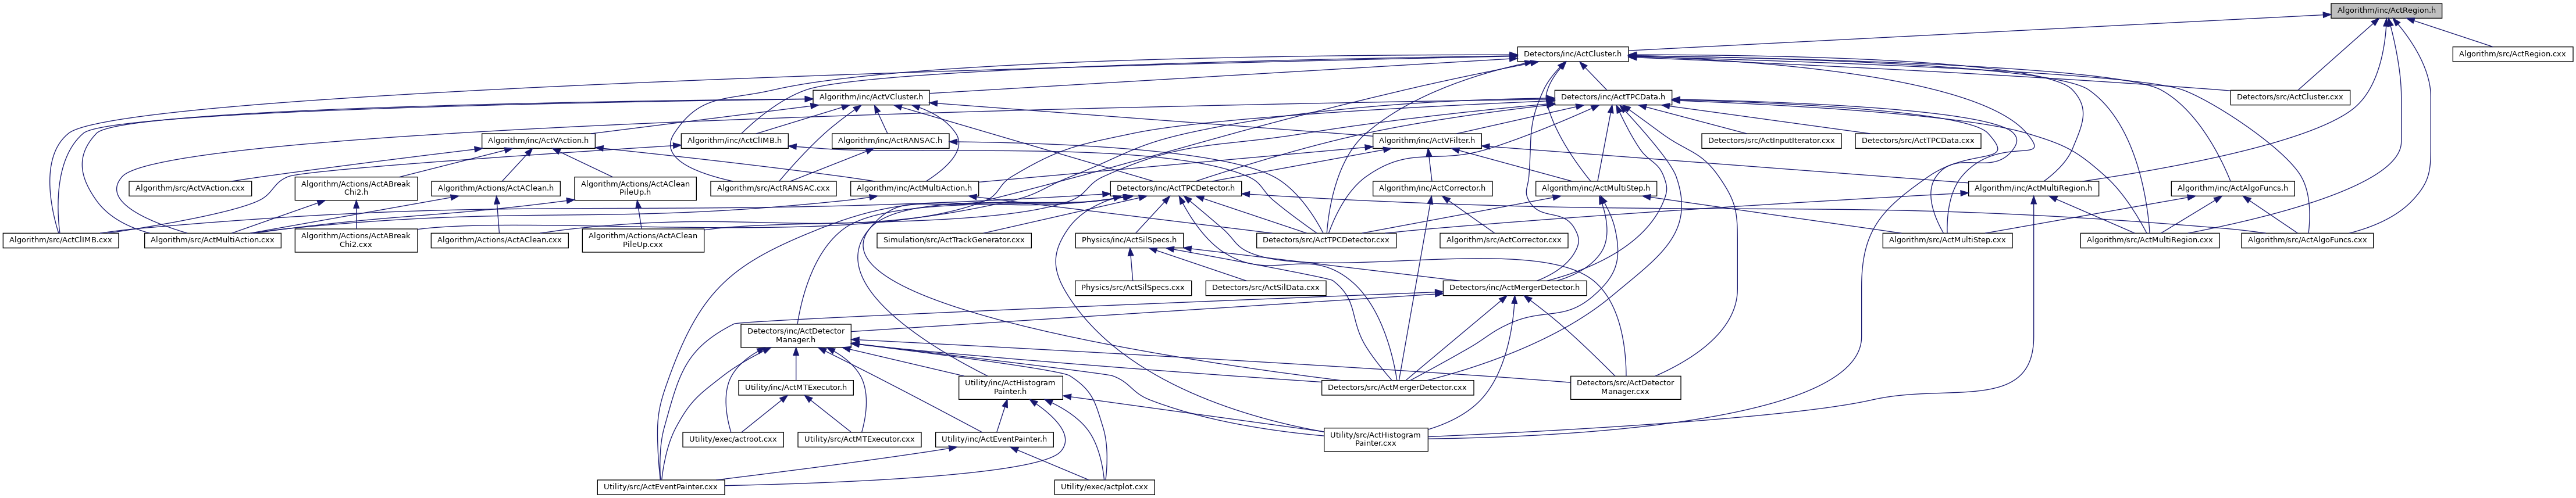 Algorithm/inc/ActRegion.h
Detectors/inc/ActCluster.h
Algorithm/src/ActRegion.cxx
Algorithm/inc/ActVCluster.h
Detectors/inc/ActTPCData.h
Detectors/src/ActCluster.cxx
Algorithm/inc/ActVAction.h
Algorithm/inc/ActClIMB.h
Algorithm/inc/ActRANSAC.h
Algorithm/inc/ActVFilter.h
Detectors/src/ActInputIterator.cxx
Detectors/src/ActTPCData.cxx
Algorithm/src/ActVAction.cxx
Algorithm/Actions/ActABreak
Chi2.h
Algorithm/Actions/ActAClean.h
Algorithm/Actions/ActAClean
PileUp.h
Algorithm/src/ActRANSAC.cxx
Algorithm/inc/ActMultiAction.h
Detectors/inc/ActTPCDetector.h
Algorithm/inc/ActCorrector.h
Algorithm/inc/ActMultiStep.h
Algorithm/inc/ActMultiRegion.h
Algorithm/inc/ActAlgoFuncs.h
Algorithm/src/ActClIMB.cxx
Algorithm/src/ActMultiAction.cxx
Algorithm/Actions/ActABreak
Chi2.cxx
Algorithm/Actions/ActAClean.cxx
Algorithm/Actions/ActAClean
PileUp.cxx
Simulation/src/ActTrackGenerator.cxx
Physics/inc/ActSilSpecs.h
Detectors/src/ActTPCDetector.cxx
Algorithm/src/ActCorrector.cxx
Algorithm/src/ActMultiStep.cxx
Algorithm/src/ActMultiRegion.cxx
Algorithm/src/ActAlgoFuncs.cxx
Physics/src/ActSilSpecs.cxx
Detectors/src/ActSilData.cxx
Detectors/inc/ActMergerDetector.h
Detectors/inc/ActDetector
Manager.h
Utility/inc/ActMTExecutor.h
Utility/inc/ActHistogram
Painter.h
Detectors/src/ActMergerDetector.cxx
Detectors/src/ActDetector
Manager.cxx
Utility/exec/actroot.cxx
Utility/src/ActMTExecutor.cxx
Utility/inc/ActEventPainter.h
Utility/src/ActHistogram
Painter.cxx
Utility/src/ActEventPainter.cxx
Utility/exec/actplot.cxx